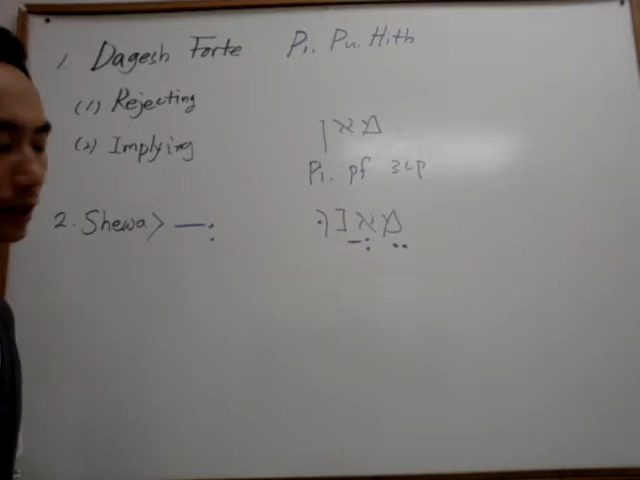 1. Dagesh Forte Pi. Pu. Hith
(1) Rejecting
מאן
(2) Implying
Pi. pf 3cp
2. Shewa > —:
מֵאֲנוּ